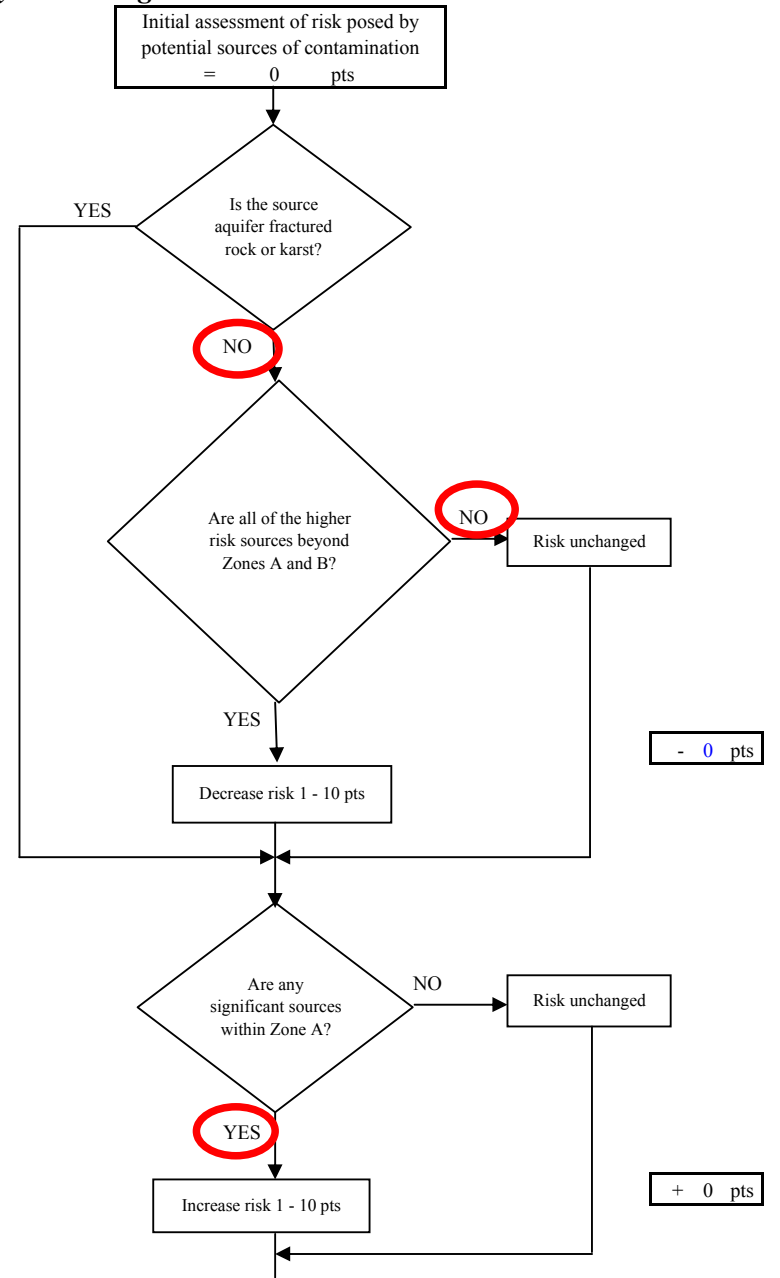 Initial assessment of risk posed by
potential sources of contamination
= 0 pts
YES
Is the source
aquifer fractured
rock or karst?
NO
Are all of the higher
risk sources beyond
Zones A and B?
NO
Risk unchanged
YES
- 0 pts
Decrease risk 1 - 10 pts
Are any
significant sources
within Zone A?
NO
Risk unchanged
YES
+ 0 pts
Increase risk 1 - 10 pts